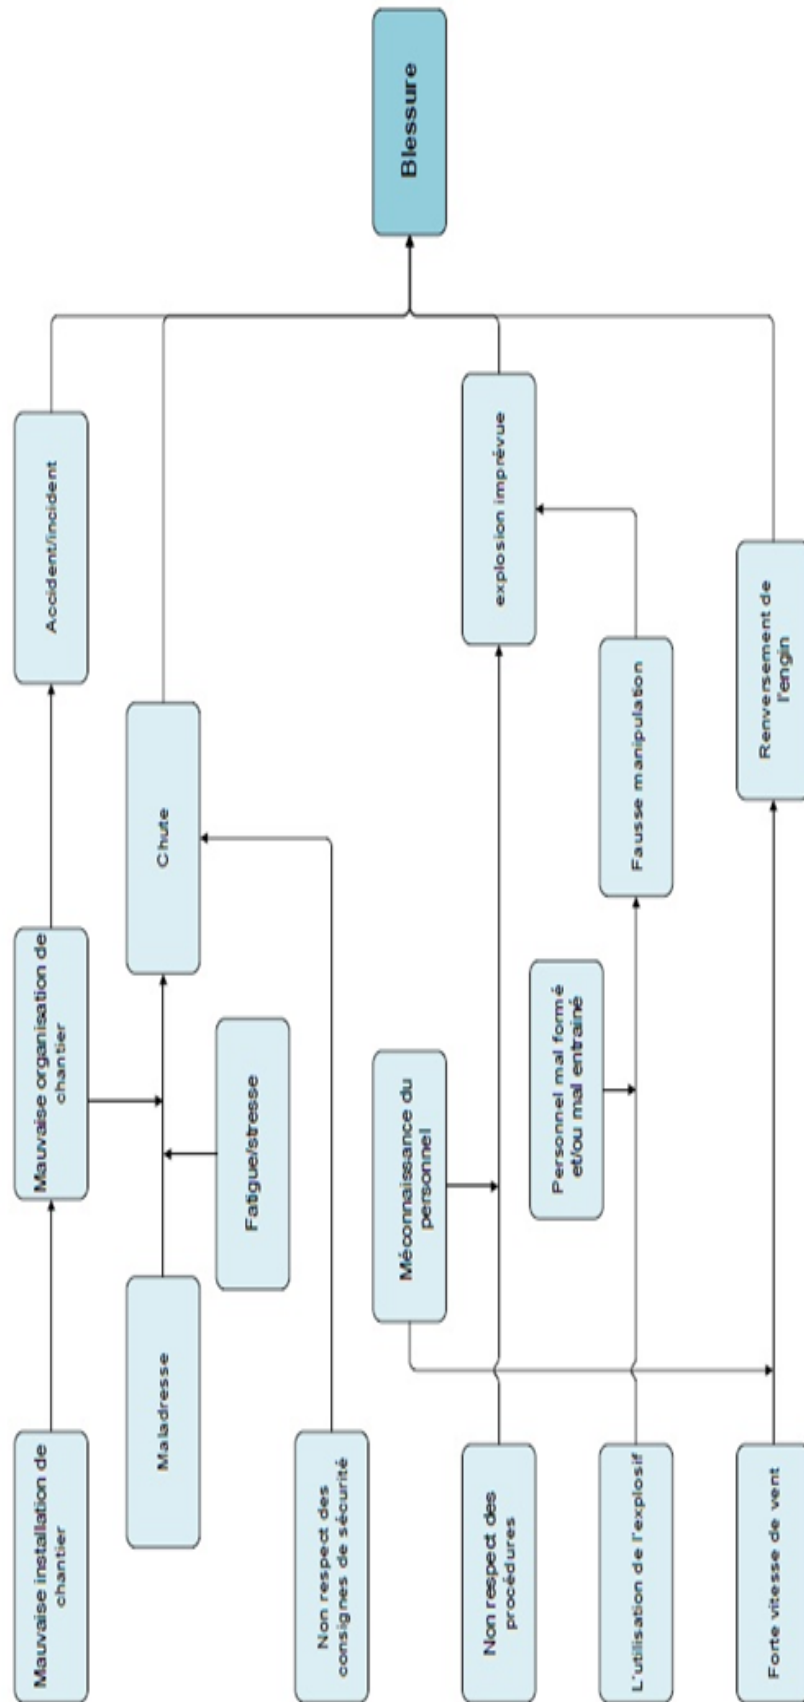 Mauvaise installation de
chantier
Mauvaise organisation de
chantier
Accident/incident
Maladresse
Chute
Fatigue/stresse
Non respect des
consignes de sécurité
Blessure
Méconnaissance du
personnel
Non respect des
procédures
explosion imprévue
Personnel mal formé
et/ou mal entrainé
L'utilisation de l'explosif
Fausse manipulation
Forte vitesse de vent
Renversement de
l'engin